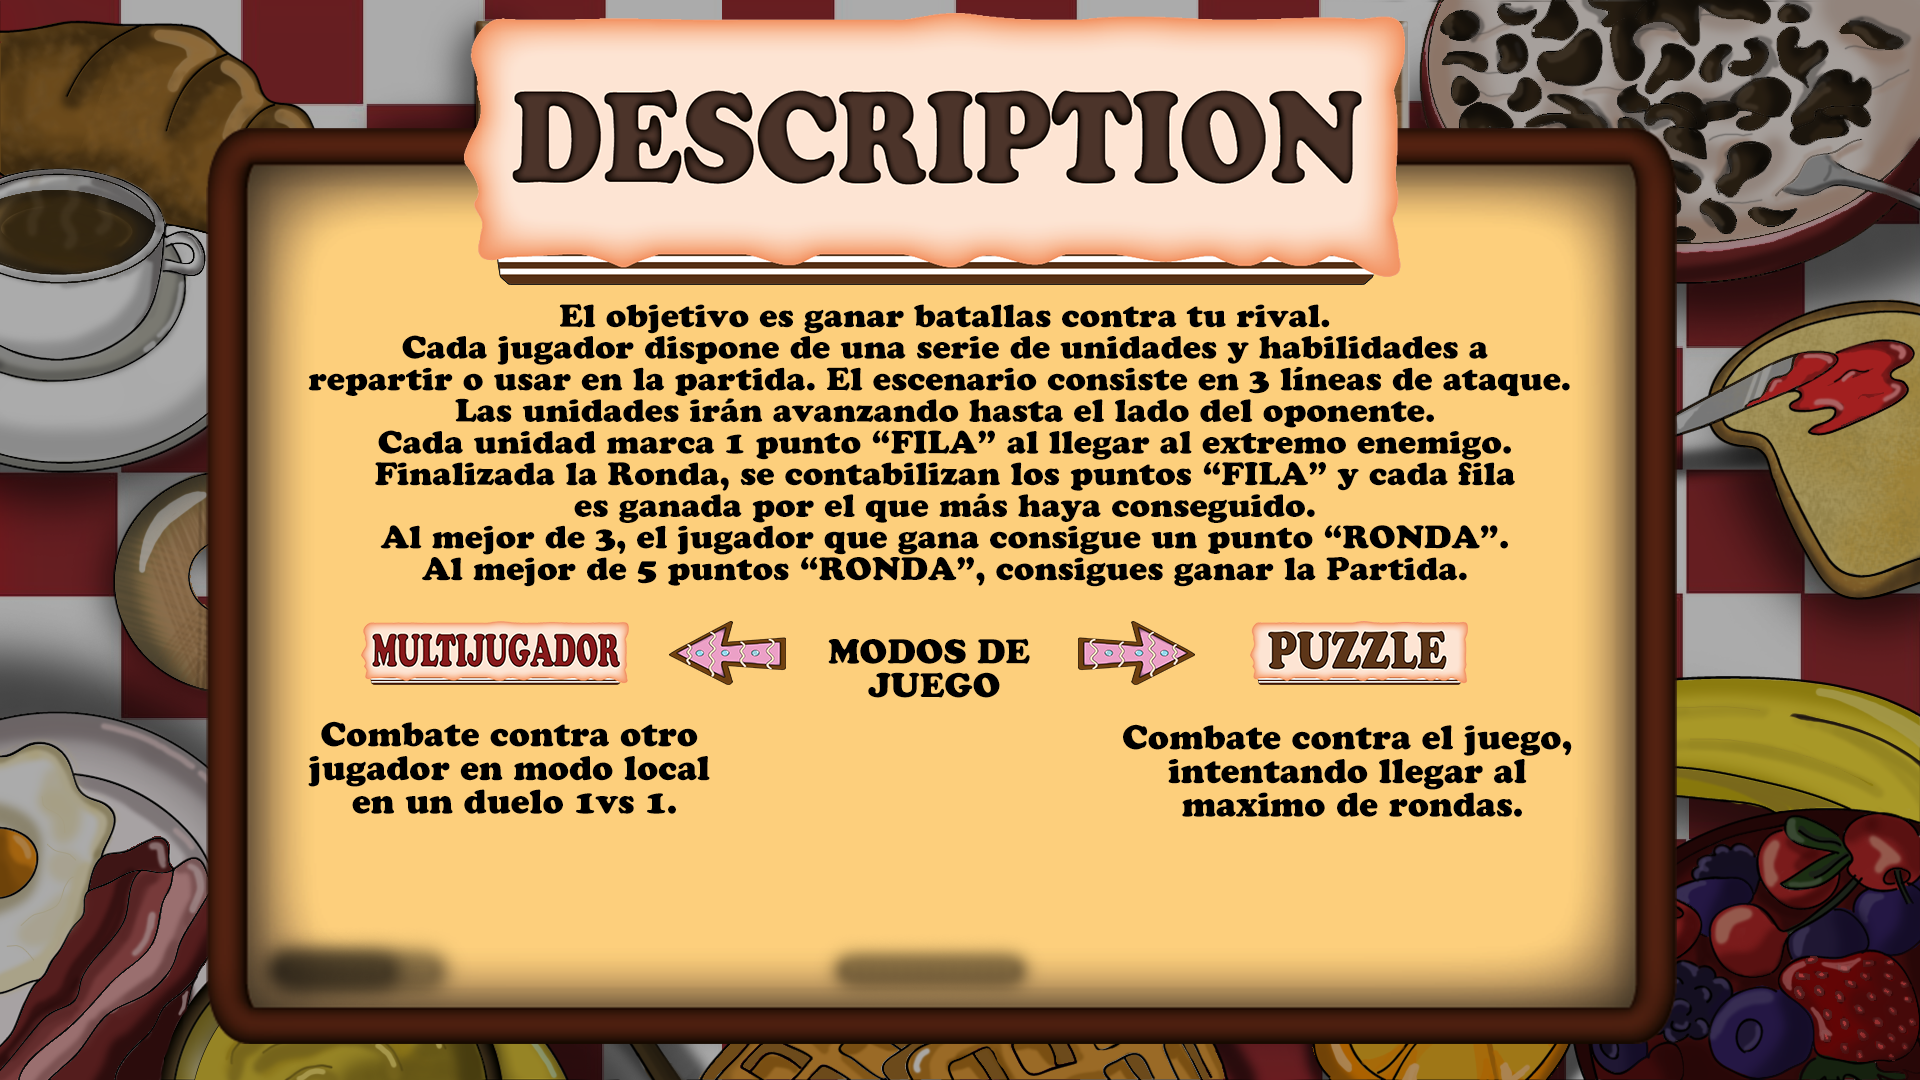 DESCRIPTION
El objetivo es ganar batallas contra tu rival.
Cada jugador dispone de una serie de unidades y habilidades a
repartir o usar en la partida. El escenario consiste en 3 líneas de ataque.
Las unidades irán avanzando hasta el lado del oponente.
Cada unidad marca 1 punto “FILA” al llegar al extremo enemigo.
Finalizada la Ronda, se contabilizan los puntos “FILA” y cada fila
es ganada por el que más haya conseguido.
Al mejor de 3, el jugador que gana consigue un punto “RONDA”.
Al mejor de 5 puntos “RONDA”, consigues ganar la Partida.
MODOS DE
JUEGO
MULTIJUGADOR
Combate contra otro
jugador en modo local
en un duelo 1vs 1.
PUZZLE
Combate contra el juego,
intentando llegar al
maximo de rondas.